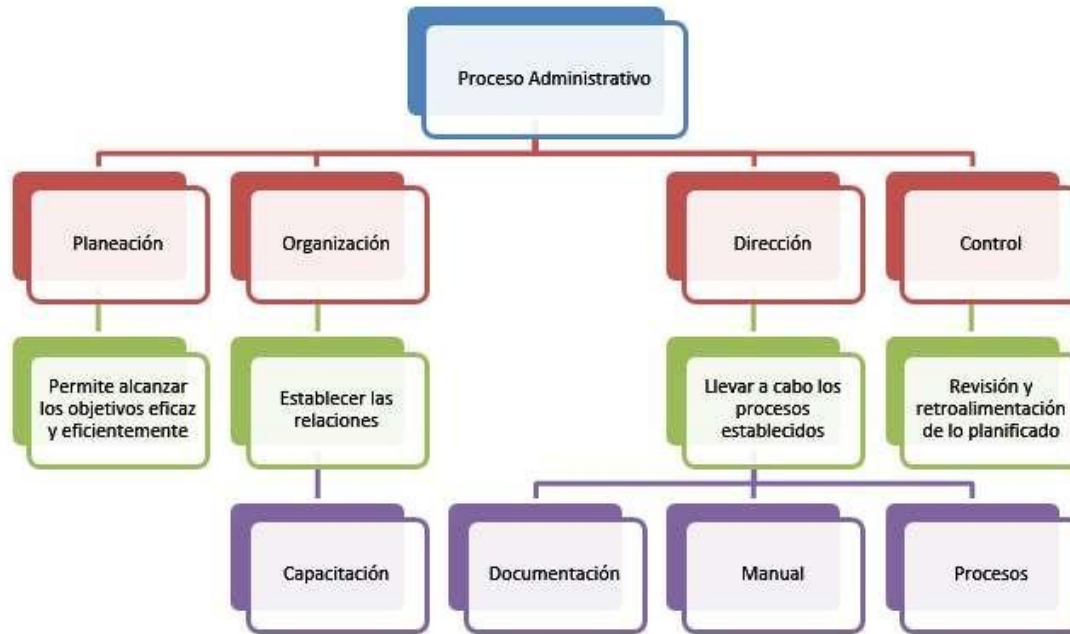 Proceso Administrativo
Planeación
Organización
Dirección
Control
Permite alcanzar
los objetivos eficaz
y eficientemente
Establecer las
relaciones
Llevar a cabo los
procesos
establecidos
Revisión y
retroalimentación
de lo planificado
Capacitación
Documentación
Manual
Procesos